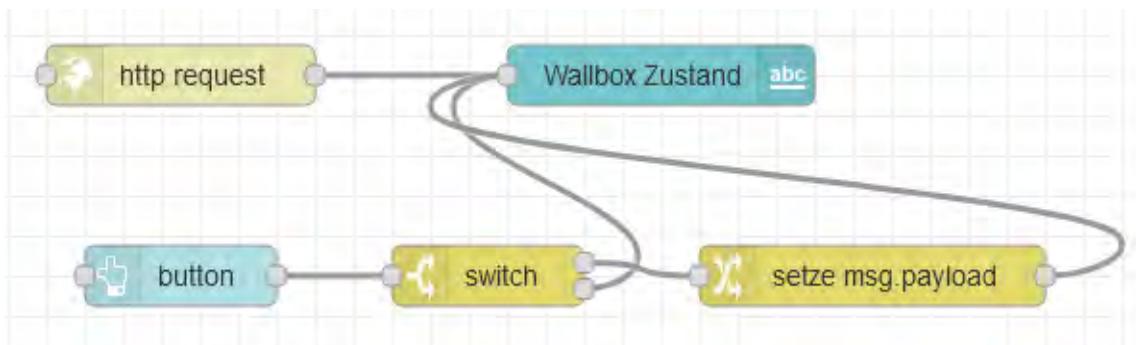 http request
Wallbox Zustand abc
button
switch
setze msg.payload